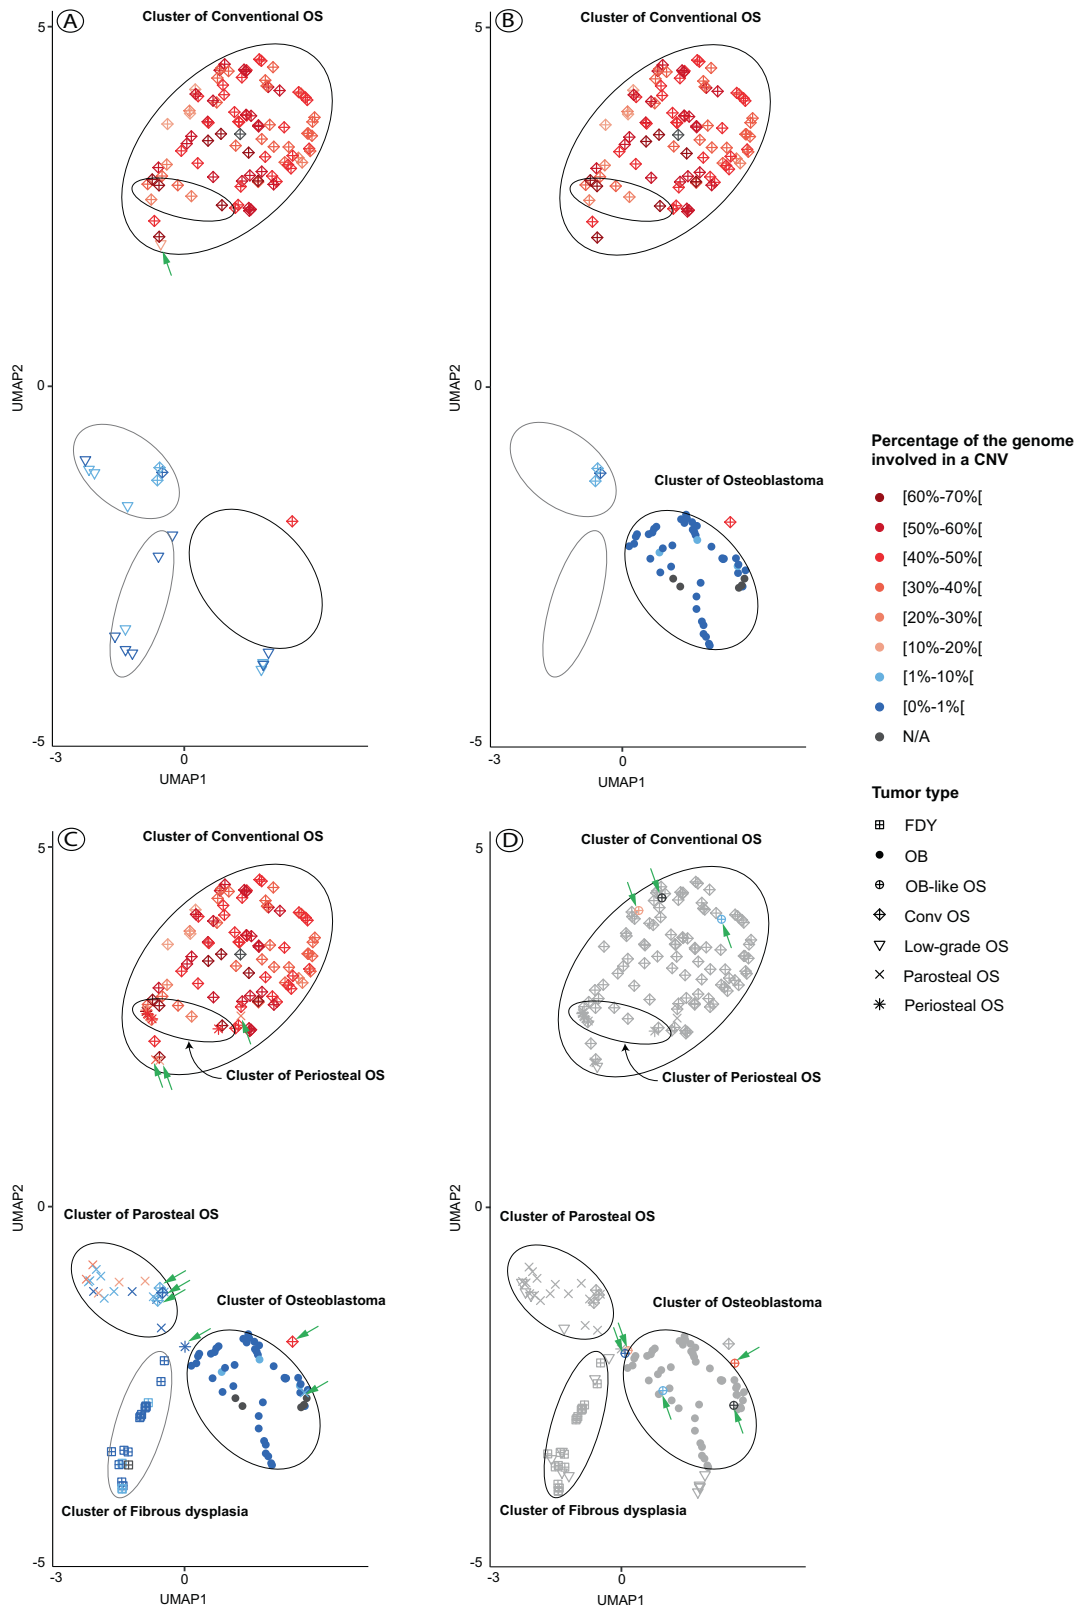 A
Cluster of Conventional OS
5
0
-5
UMAP2
-3
0
UMAP1
B
Cluster of Conventional OS
5
0
-5
UMAP2
Cluster of Osteoblastoma
-3
0
UMAP1
Percentage of the genome
involved in a CNV
[60%-70%[
[50%-60%[
[40%-50%[
[30%-40%[
[20%-30%[
[10%-20%[
[1%-10%[
[0%-1%[
N/A
Tumor type
FDY
OB
OB-like OS
Conv OS
Low-grade OS
Parosteal OS
Periosteal OS
C
Cluster of Conventional OS
5
0
-5
UMAP2
Cluster of Periosteal OS
Cluster of Parosteal OS
Cluster of Osteoblastoma
Cluster of Fibrous dysplasia
-3
0
UMAP1
D
Cluster of Conventional OS
5
0
-5
UMAP2
Cluster of Periosteal OS
Cluster of Parosteal OS
Cluster of Osteoblastoma
Cluster of Fibrous dysplasia
-3
0
UMAP1